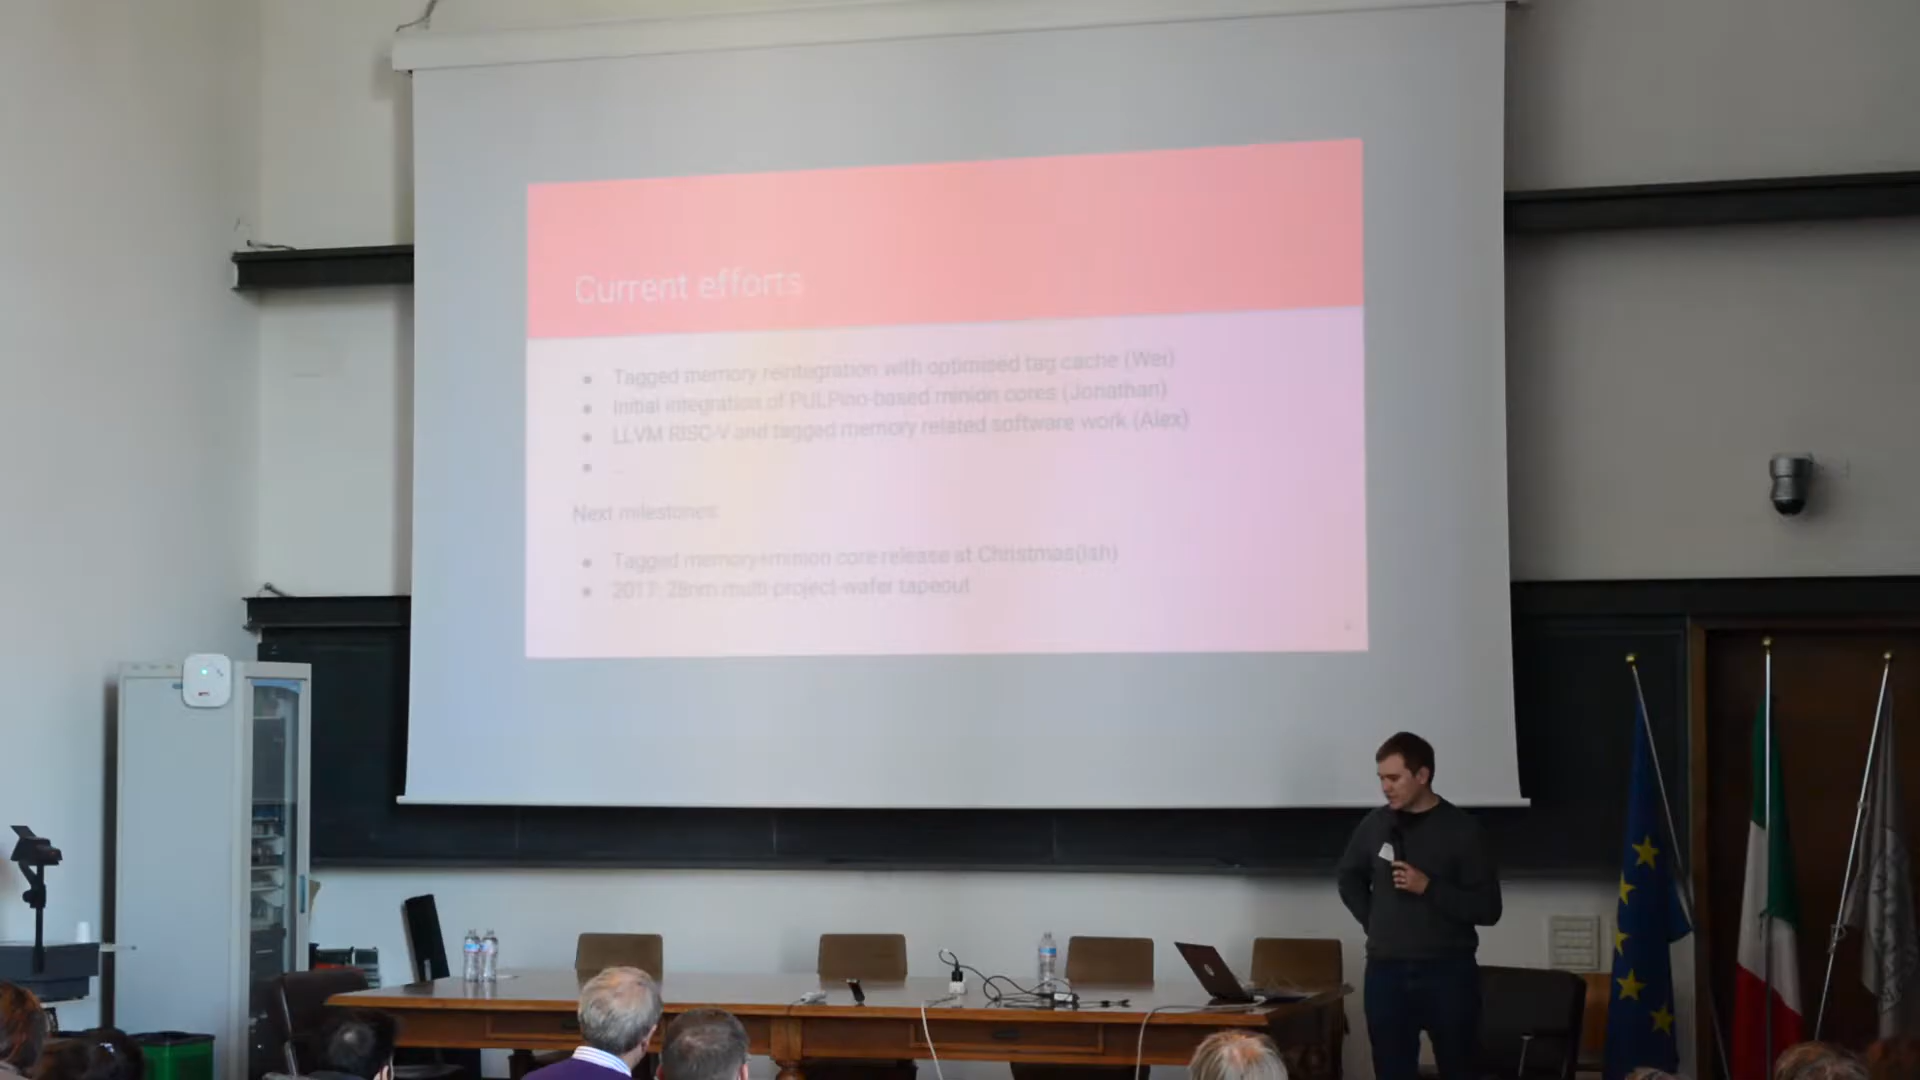 Current efforts
● Tagged memory reintegration with optimised tag cache (Wei)
● Initial integration of PULPino-based minion cores (Jonathan)
● LLVM RISC-V and tagged memory related software work (Alex)
● ...
Next milestones:
● Tagged memory+minion core release at Christmas(ish)
● 2017: 28nm multi-project-wafer tapeout